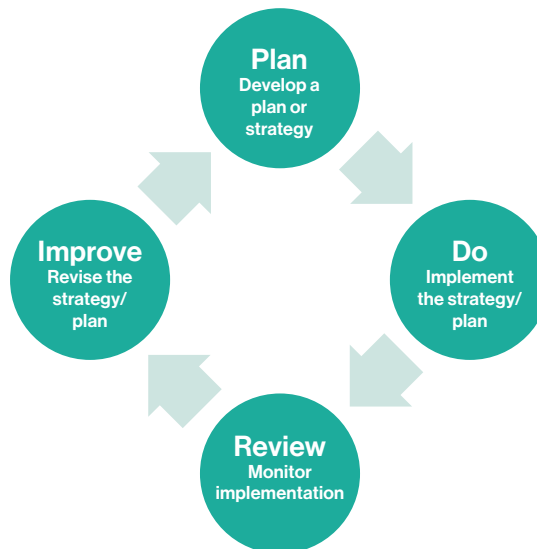 Plan
Develop a
plan or
strategy
Improve
Revise the
strategy/
plan
Do
Implement
the strategy/
plan
Review
Monitor
implementation